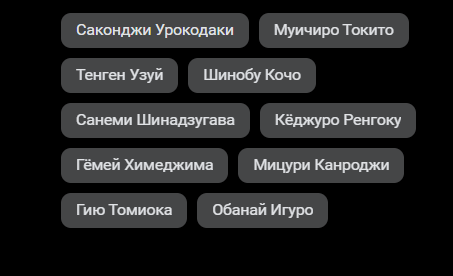 Саконджи Урокодаки Муичиро Токито
Тенген Узуй Шинобу Кочо
Санеми Шинадзугава Кёджуро Ренгоку
Гёмей Химеджима Мицури Канроджи
Гию Томиока Обанай Игуро